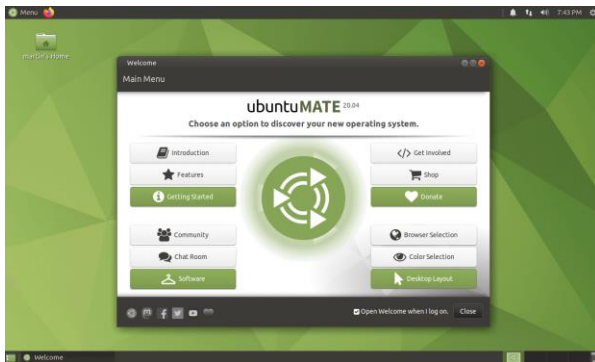 Menu
7:43 PM
marcin's Home
Welcome
Main Menu
ubuntuMATE 20.04
Choose an option to discover your new operating system.
Introduction
Features
Getting Started
</> Get Involved
Shop
Donate
Community
Chat Room
Software
Browser Selection
Color Selection
Desktop Layout
Open Welcome when I log on.
Close
Welcome